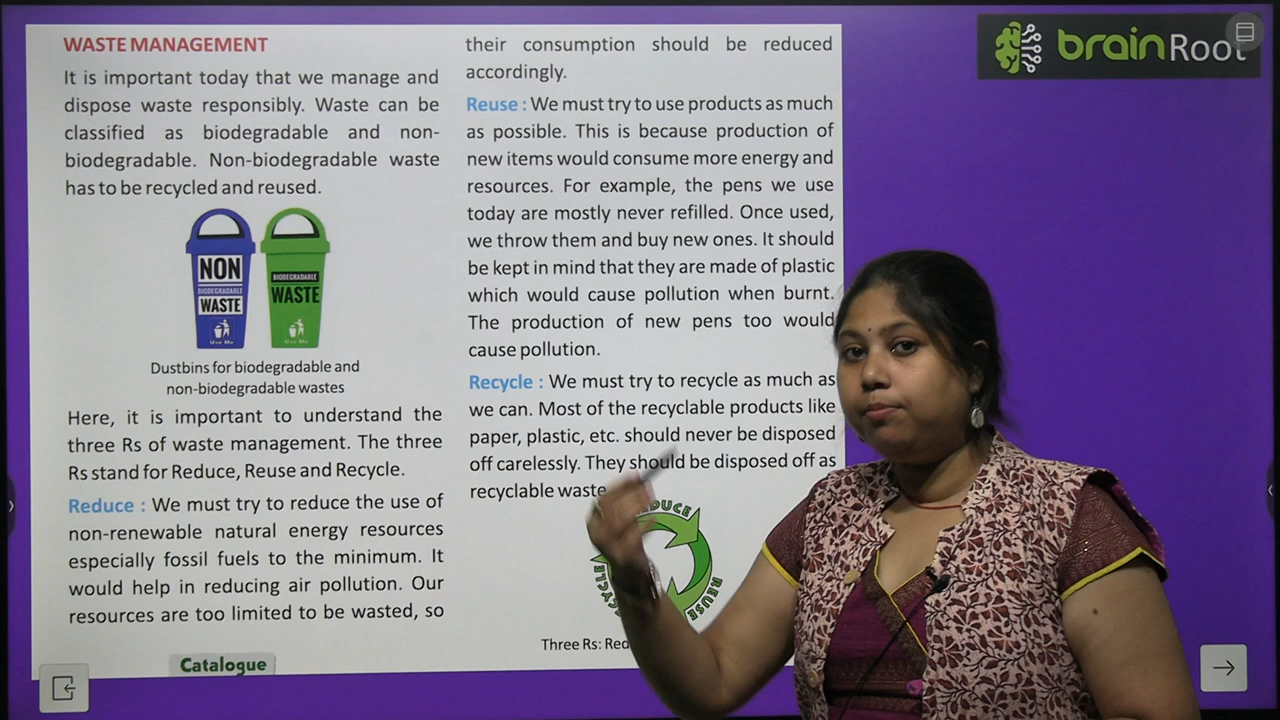 WASTE MANAGEMENT
It is important today that we manage and
dispose waste responsibly. Waste can be
classified as biodegradable and non-
biodegradable. Non-biodegradable waste
has to be recycled and reused.
NON
BIODEGRADABLE
WASTE
Use Me
BIODEGRADABLE
WASTE
Use Me
Dustbins for biodegradable and
non-biodegradable wastes
Here, it is important to understand the
three Rs of waste management. The three
Rs stand for Reduce, Reuse and Recycle.
Reduce : We must try to reduce the use of
non-renewable natural energy resources
especially fossil fuels to the minimum. It
would help in reducing air pollution. Our
resources are too limited to be wasted, so
their consumption should be reduced
accordingly.
Reuse : We must try to use products as much
as possible. This is because production of
new items would consume more energy and
resources. For example, the pens we use
today are mostly never refilled. Once used,
we throw them and buy new ones. It should
be kept in mind that they are made of plastic
which would cause pollution when burnt.
The production of new pens too would
cause pollution.
Recycle : We must try to recycle as much as
we can. Most of the recyclable products like
paper, plastic, etc. should never be disposed
off carelessly. They should be disposed off as
recyclable waste
REUSE
Three Rs:
Catalogue
brainRoot